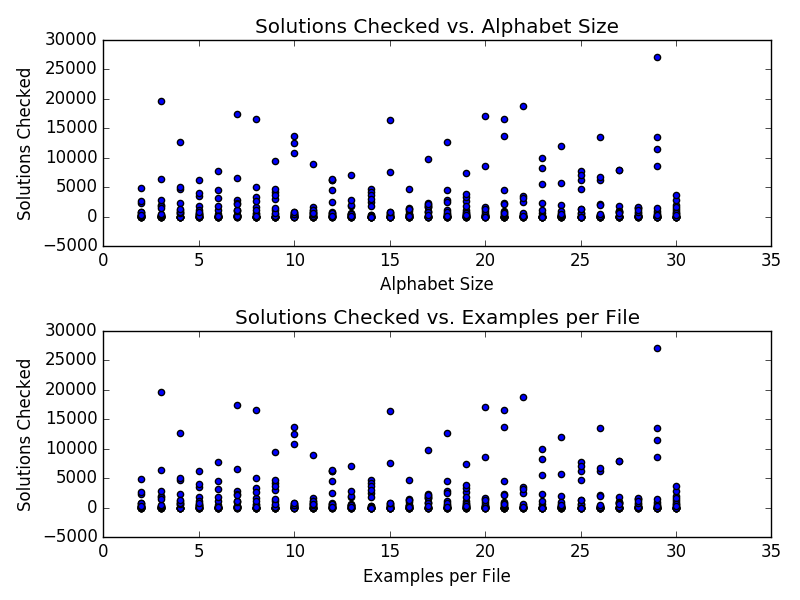 Solutions Checked vs. Alphabet Size
30000
25000
20000
15000
10000
5000
0
−5000
Solutions Checked
0 5 10 15 20 25 30 35
Alphabet Size
Solutions Checked vs. Examples per File
30000
25000
20000
15000
10000
5000
0
−5000
Solutions Checked
0 5 10 15 20 25 30 35
Examples per File